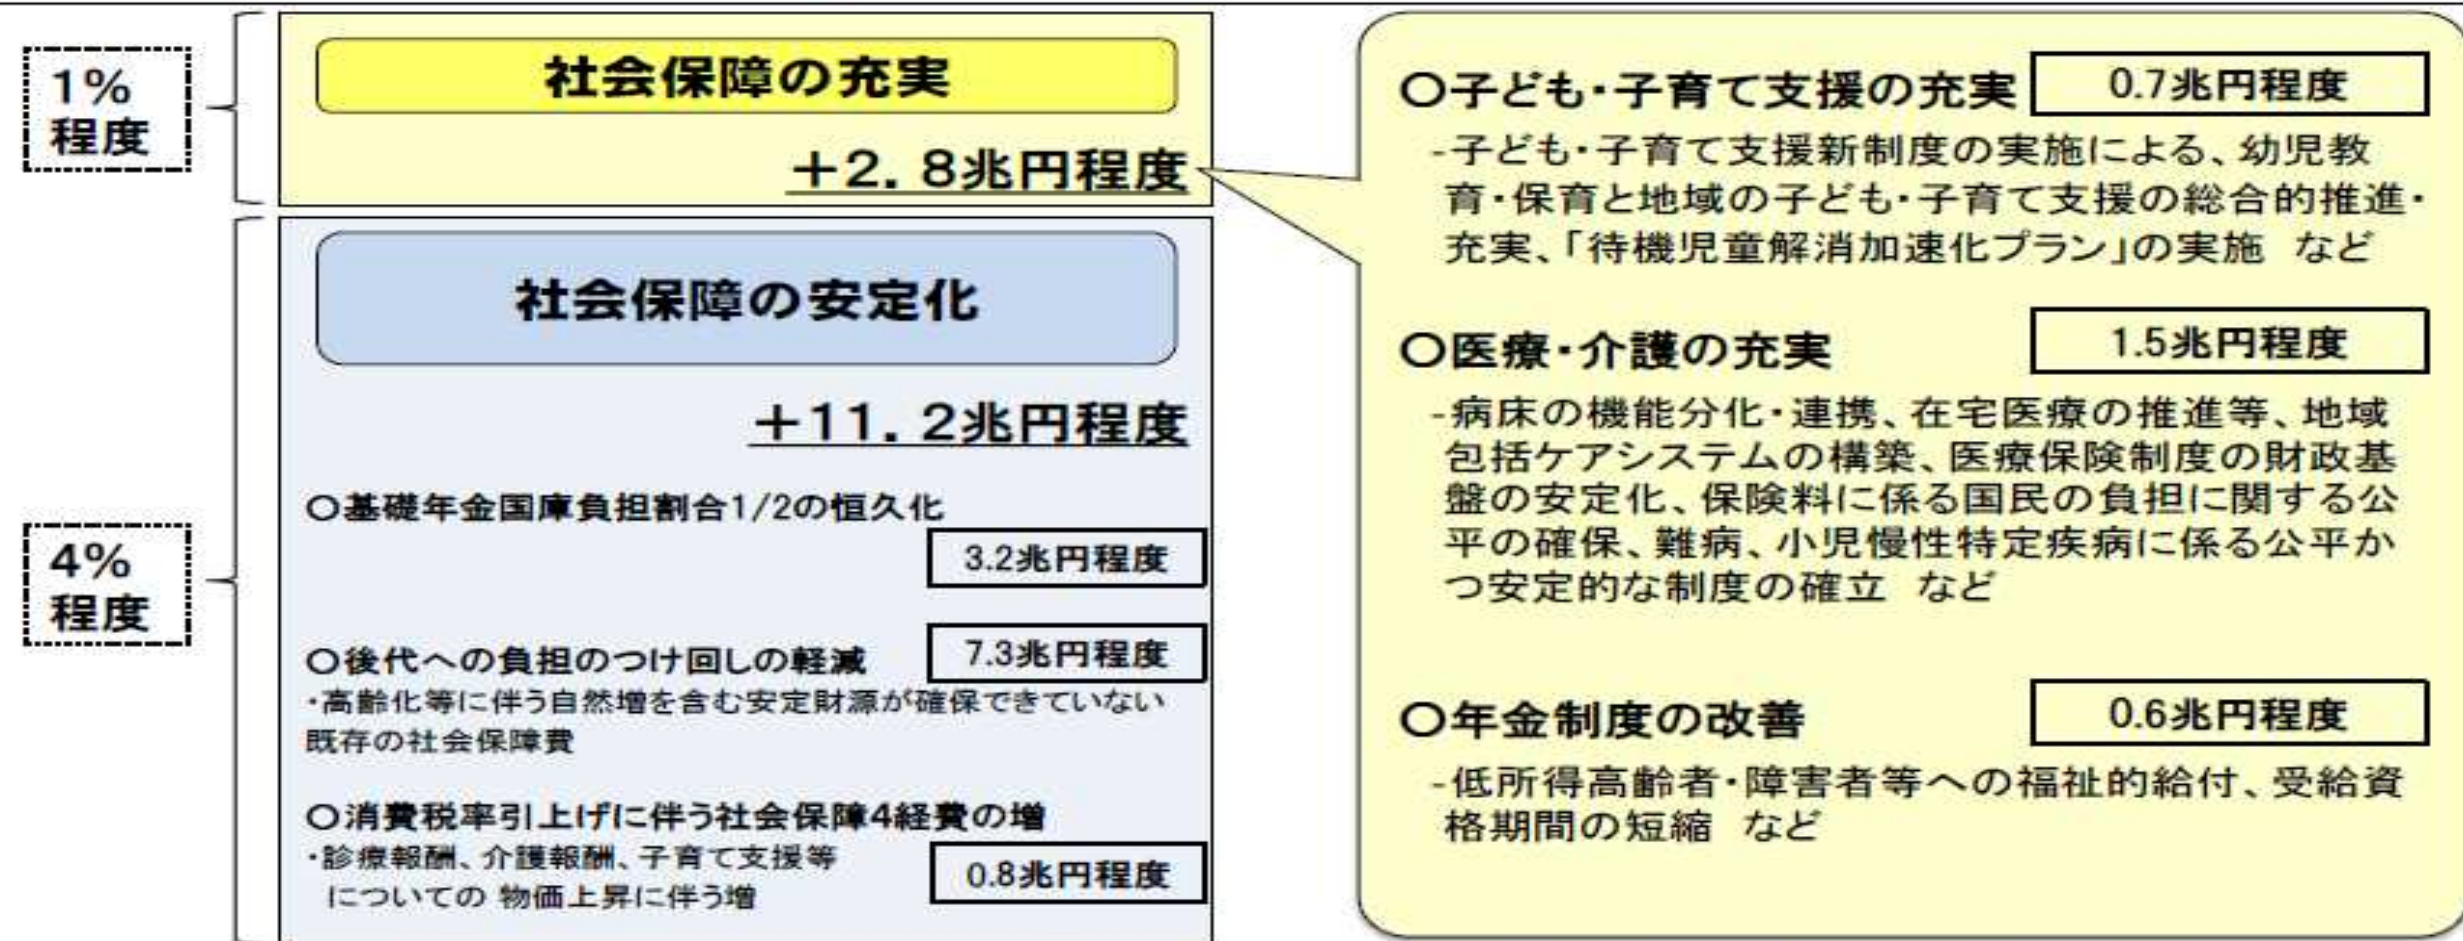 1%
程度
社会保障の充実
+2.8兆円程度
4%
程度
社会保障の安定化
+11.2兆円程度
○基礎年金国庫負担割合1/2の恒久化
3.2兆円程度
○後代への負担のつけ回しの軽減
7.3兆円程度
・高齢化等に伴う自然増を含む安定財源が確保できていない
既存の社会保障費
○消費税率引上げに伴う社会保障4経費の増
・診療報酬、介護報酬、子育て支援等
についての 物価上昇に伴う増
0.8兆円程度
○子ども・子育て支援の充実
0.7兆円程度
-子ども・子育て支援新制度の実施による、幼児教
育・保育と地域の子ども・子育て支援の総合的推進・
充実、「待機児童解消加速化プラン」の実施 など
○医療・介護の充実
1.5兆円程度
-病床の機能分化・連携、在宅医療の推進等、地域
包括ケアシステムの構築、医療保険制度の財政基
盤の安定化、保険料に係る国民の負担に関する公
平の確保、難病、小児慢性特定疾病に係る公平か
つ安定的な制度の確立 など
○年金制度の改善
0.6兆円程度
-低所得高齢者・障害者等への福祉的給付、受給資
格期間の短縮 など